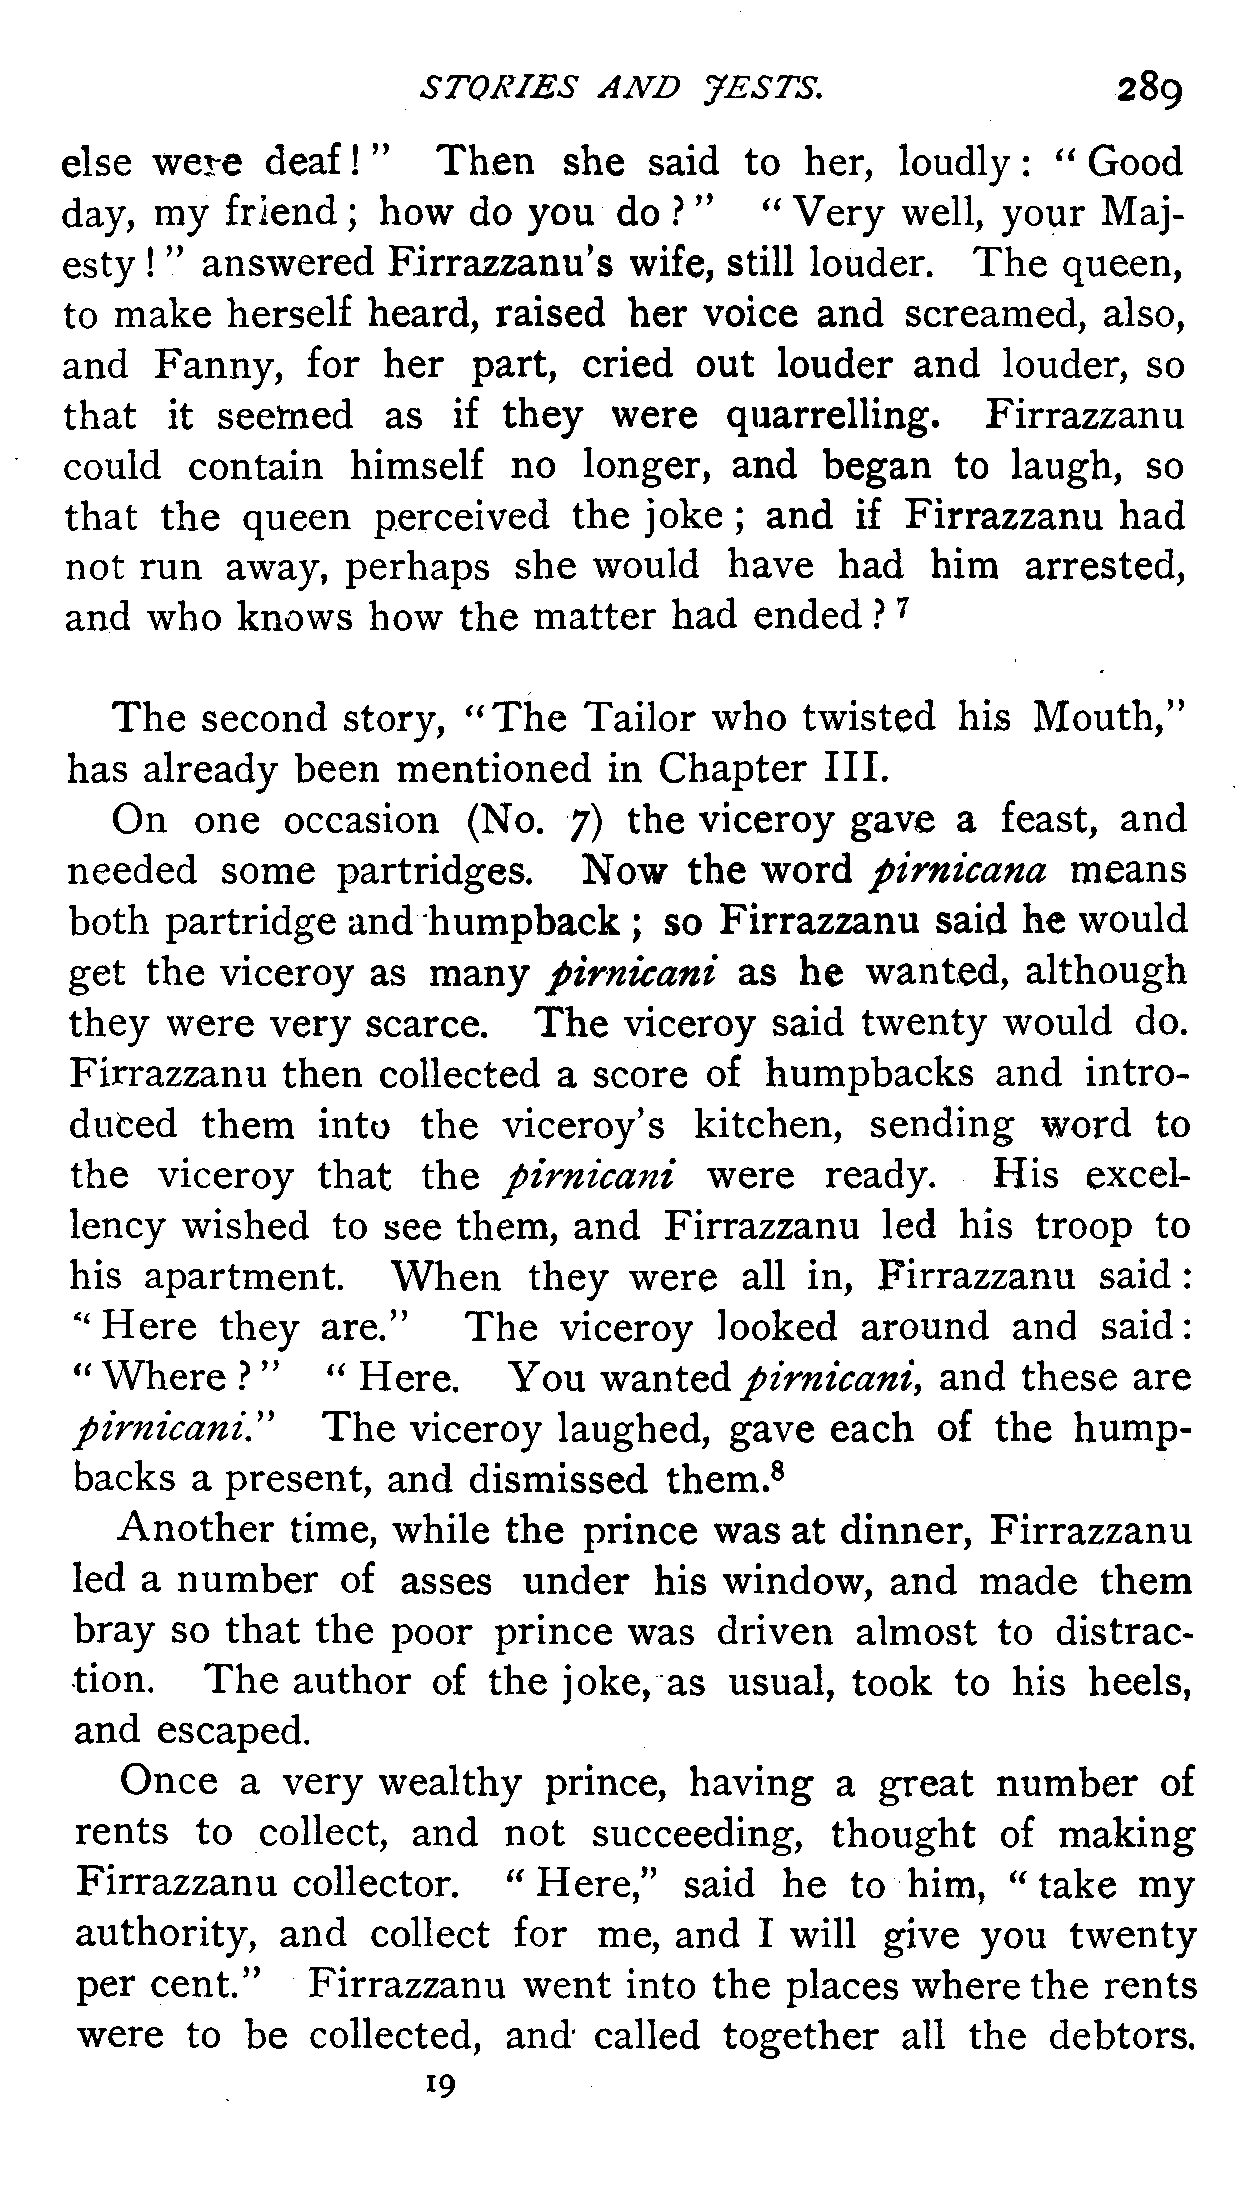 STORIES AND JESTS. 289
else were deaf! " Then she said to her, loudly : " Good
day, my friend ; how do you do ? " " Very well, your Maj-
esty ! " answered Firrazzanu's wife, still louder. The queen,
to make herself heard, raised her voice and screamed, also,
and Fanny, for her part, cried out louder and louder, so
that it seemed as if they were quarrelling. Firrazzanu
could contain himself no longer, and began to laugh, so
that the queen perceived the joke ; and if Firrazzanu had
not run away, perhaps she would have had him arrested,
and who knows how the matter had ended ? 7
The second story, "The Tailor who twisted his Mouth,"
has already been mentioned in Chapter III.
On one occasion (No. 7) the viceroy gave a feast, and
needed some partridges. Now the word pirnicana means
both partridge and humpback ; so Firrazzanu said he would
get the viceroy as many pirnicani as he wanted, although
they were very scarce. The viceroy said twenty would do.
Firrazzanu then collected a score of humpbacks and intro-
duced them into the viceroy's kitchen, sending word to
the viceroy that the pirnicani were ready. His excel-
lency wished to see them, and Firrazzanu led his troop to
his apartment. When they were all in, Firrazzanu said :
" Here they are." The viceroy looked around and said :
" Where ? " " Here. You wanted pirnicani, and these are
pirnicani." The viceroy laughed, gave each of the hump-
backs a present, and dismissed them.8
Another time, while the prince was at dinner, Firrazzanu
led a number of asses under his window, and made them
bray so that the poor prince was driven almost to distrac-
tion. The author of the joke, as usual, took to his heels,
and escaped.
Once a very wealthy prince, having a great number of
rents to collect, and not succeeding, thought of making
Firrazzanu collector. " Here," said he to him, " take my
authority, and collect for me, and I will give you twenty
per cent." Firrazzanu went into the places where the rents
were to be collected, and called together all the debtors.
19